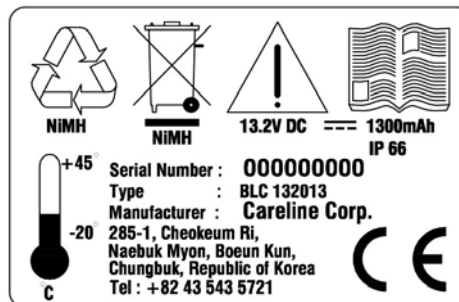 NiMH
NiMH
13.2V DC
1300mAh
IP 66
+45°
-20°
°C
Serial Number : 000000000
Type : BLC 132013
Manufacturer : Careline Corp.
285-1, Cheokeum Ri,
Naebuk Myon, Boeun Kun,
Chungbuk, Republic of Korea
Tel : +82 43 543 5721
CE